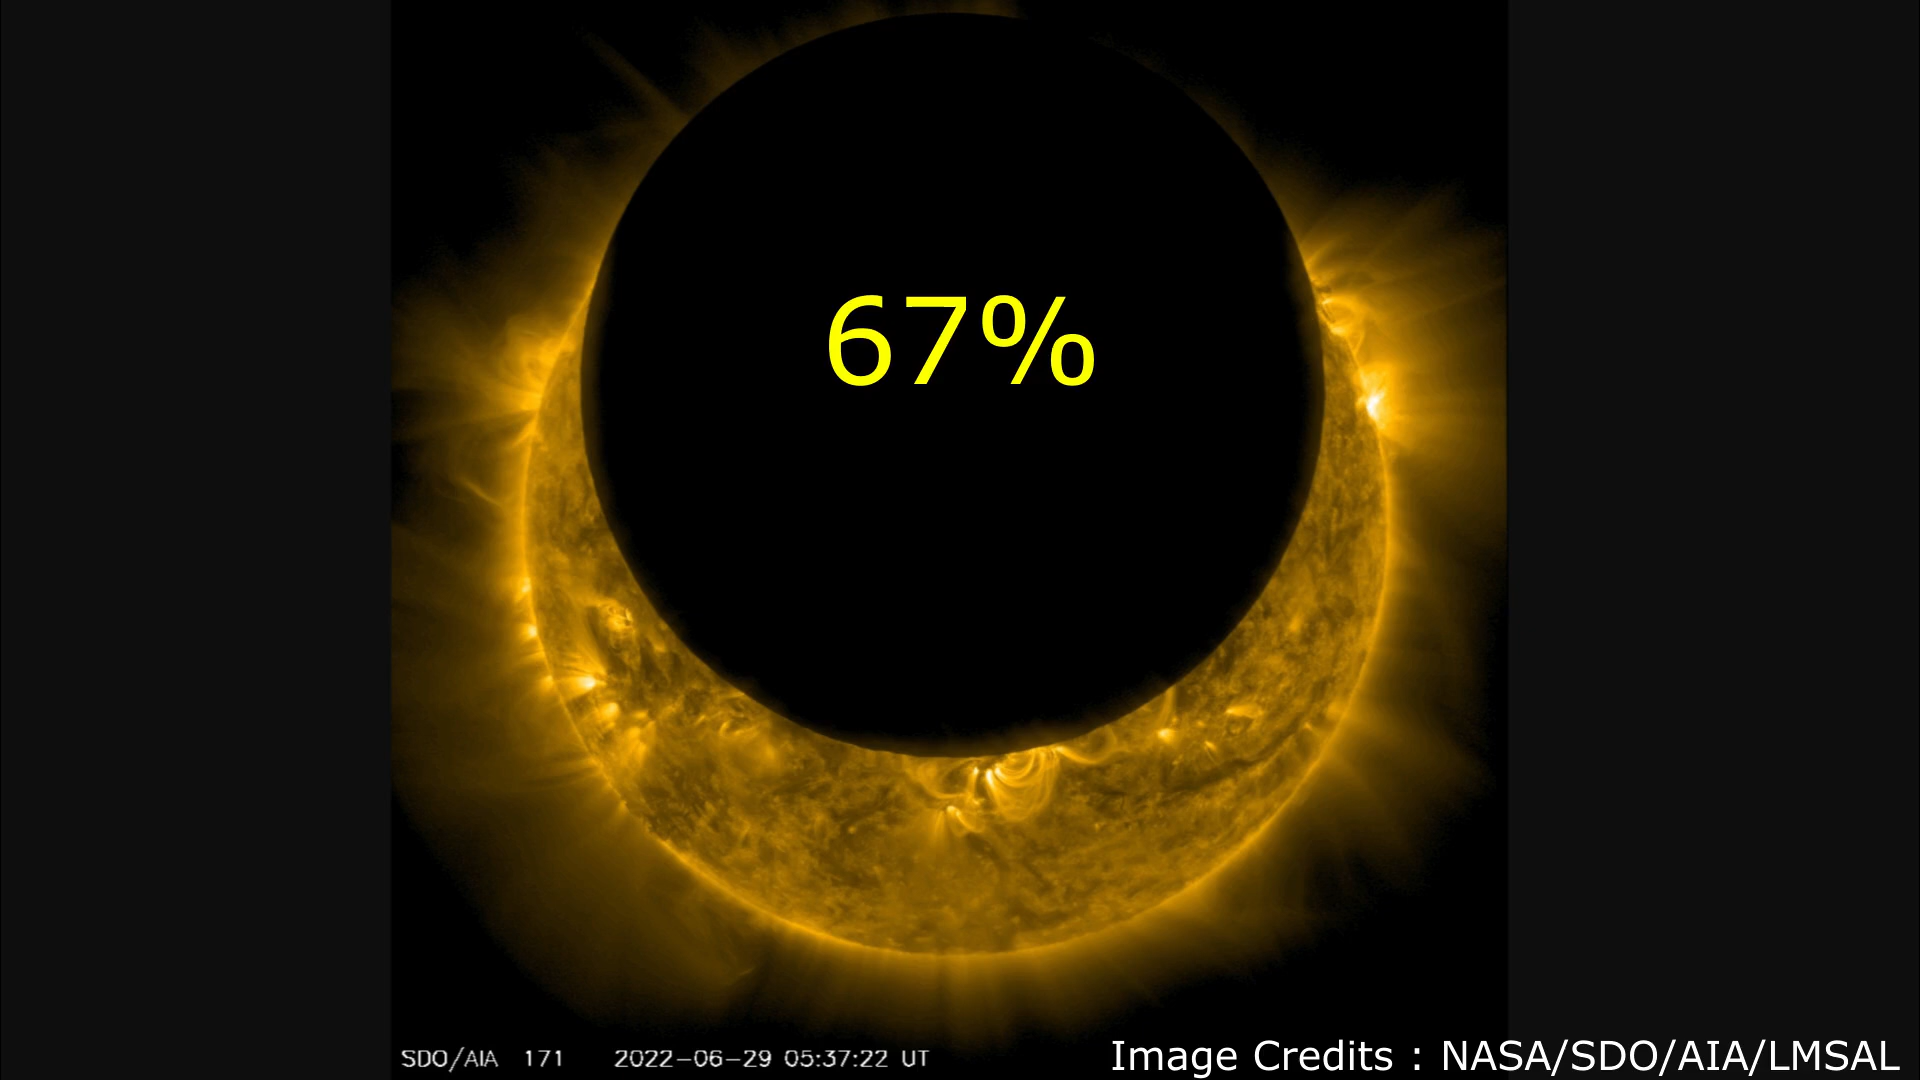 67%
SDO/AIA 171 2022-06-29 05:37:22 UT
Image Credits : NASA/SDO/AIA/LMSAL